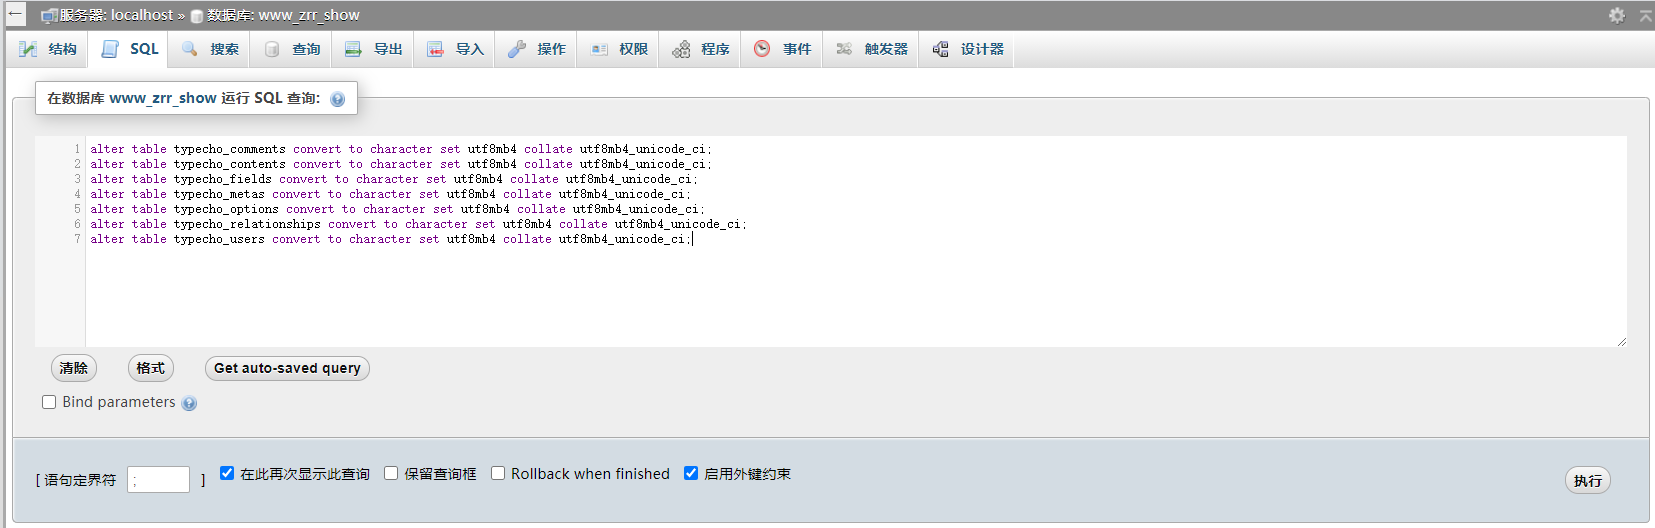 服务器: localhost » 数据库: www_zrr_show
结构 SQL 搜索 查询 导出 导入 操作 权限 程序 事件 触发器 设计器
在数据库 www_zrr_show 运行 SQL 查询:
1 alter table typecho_comments convert to character set utf8mb4 collate utf8mb4_unicode_ci;
2 alter table typecho_contents convert to character set utf8mb4 collate utf8mb4_unicode_ci;
3 alter table typecho_fields convert to character set utf8mb4 collate utf8mb4_unicode_ci;
4 alter table typecho_metas convert to character set utf8mb4 collate utf8mb4_unicode_ci;
5 alter table typecho_options convert to character set utf8mb4 collate utf8mb4_unicode_ci;
6 alter table typecho_relationships convert to character set utf8mb4 collate utf8mb4_unicode_ci;
7 alter table typecho_users convert to character set utf8mb4 collate utf8mb4_unicode_ci;
清除 格式 Get auto-saved query
Bind parameters
[ 语句定界符 ; ] 在此再次显示此查询 保留查询框 Rollback when finished 启用外键约束 执行